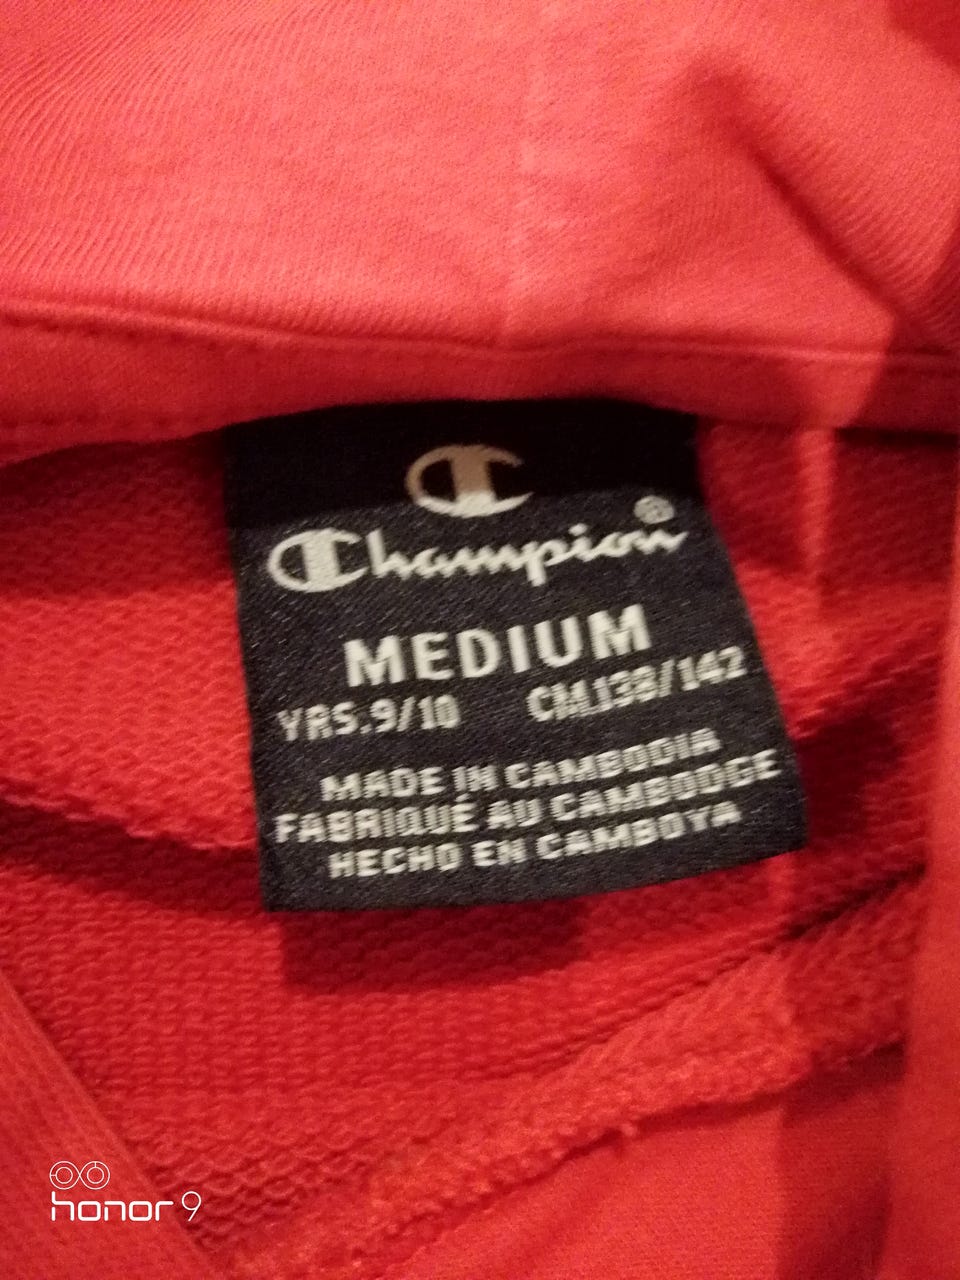 Champion®
MEDIUM
YRS.9/10 CM.138/142
MADE IN CAMBODIA
FABRIQUÉ AU CAMBODGE
HECHO EN CAMBOYA
honor 9